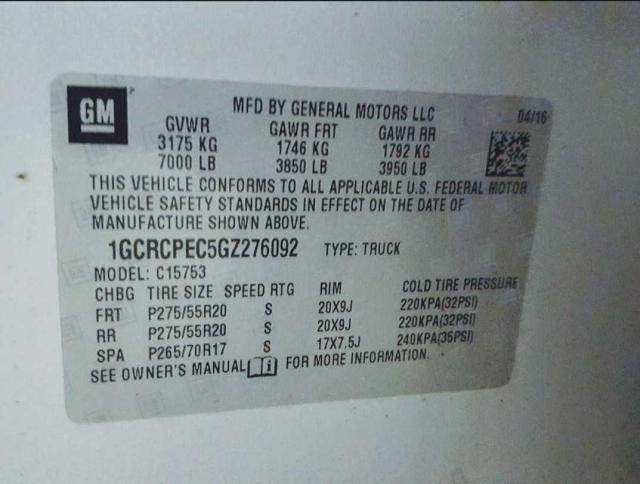 GM
MFD BY GENERAL MOTORS LLC 04/16
GVWR GAWR FRT GAWR RR
3175 KG 1746 KG 1792 KG
7000 LB 3850 LB 3950 LB
THIS VEHICLE CONFORMS TO ALL APPLICABLE U.S. FEDERAL MOTOR
VEHICLE SAFETY STANDARDS IN EFFECT ON THE DATE OF
MANUFACTURE SHOWN ABOVE.
1GCRCPEC5GZ276092 TYPE: TRUCK
MODEL: C15753
CHBG TIRE SIZE SPEED RTG RIM COLD TIRE PRESSURE
FRT P275/55R20 S 20X9J 220KPA(32PSI)
RR P275/55R20 S 20X9J 220KPA(32PSI)
SPA P265/70R17 S 17X7.5J 240KPA(35PSI)
SEE OWNER'S MANUAL i FOR MORE INFORMATION.